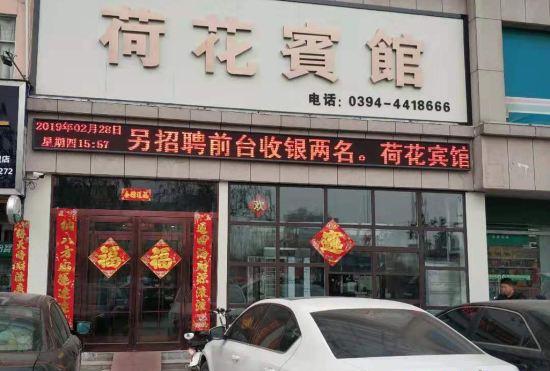 荷花賓館
电话：0394-4418666
2019年02月28日
星期四15:57
另招聘前台收银两名。荷花宾馆
272
欢
福
福